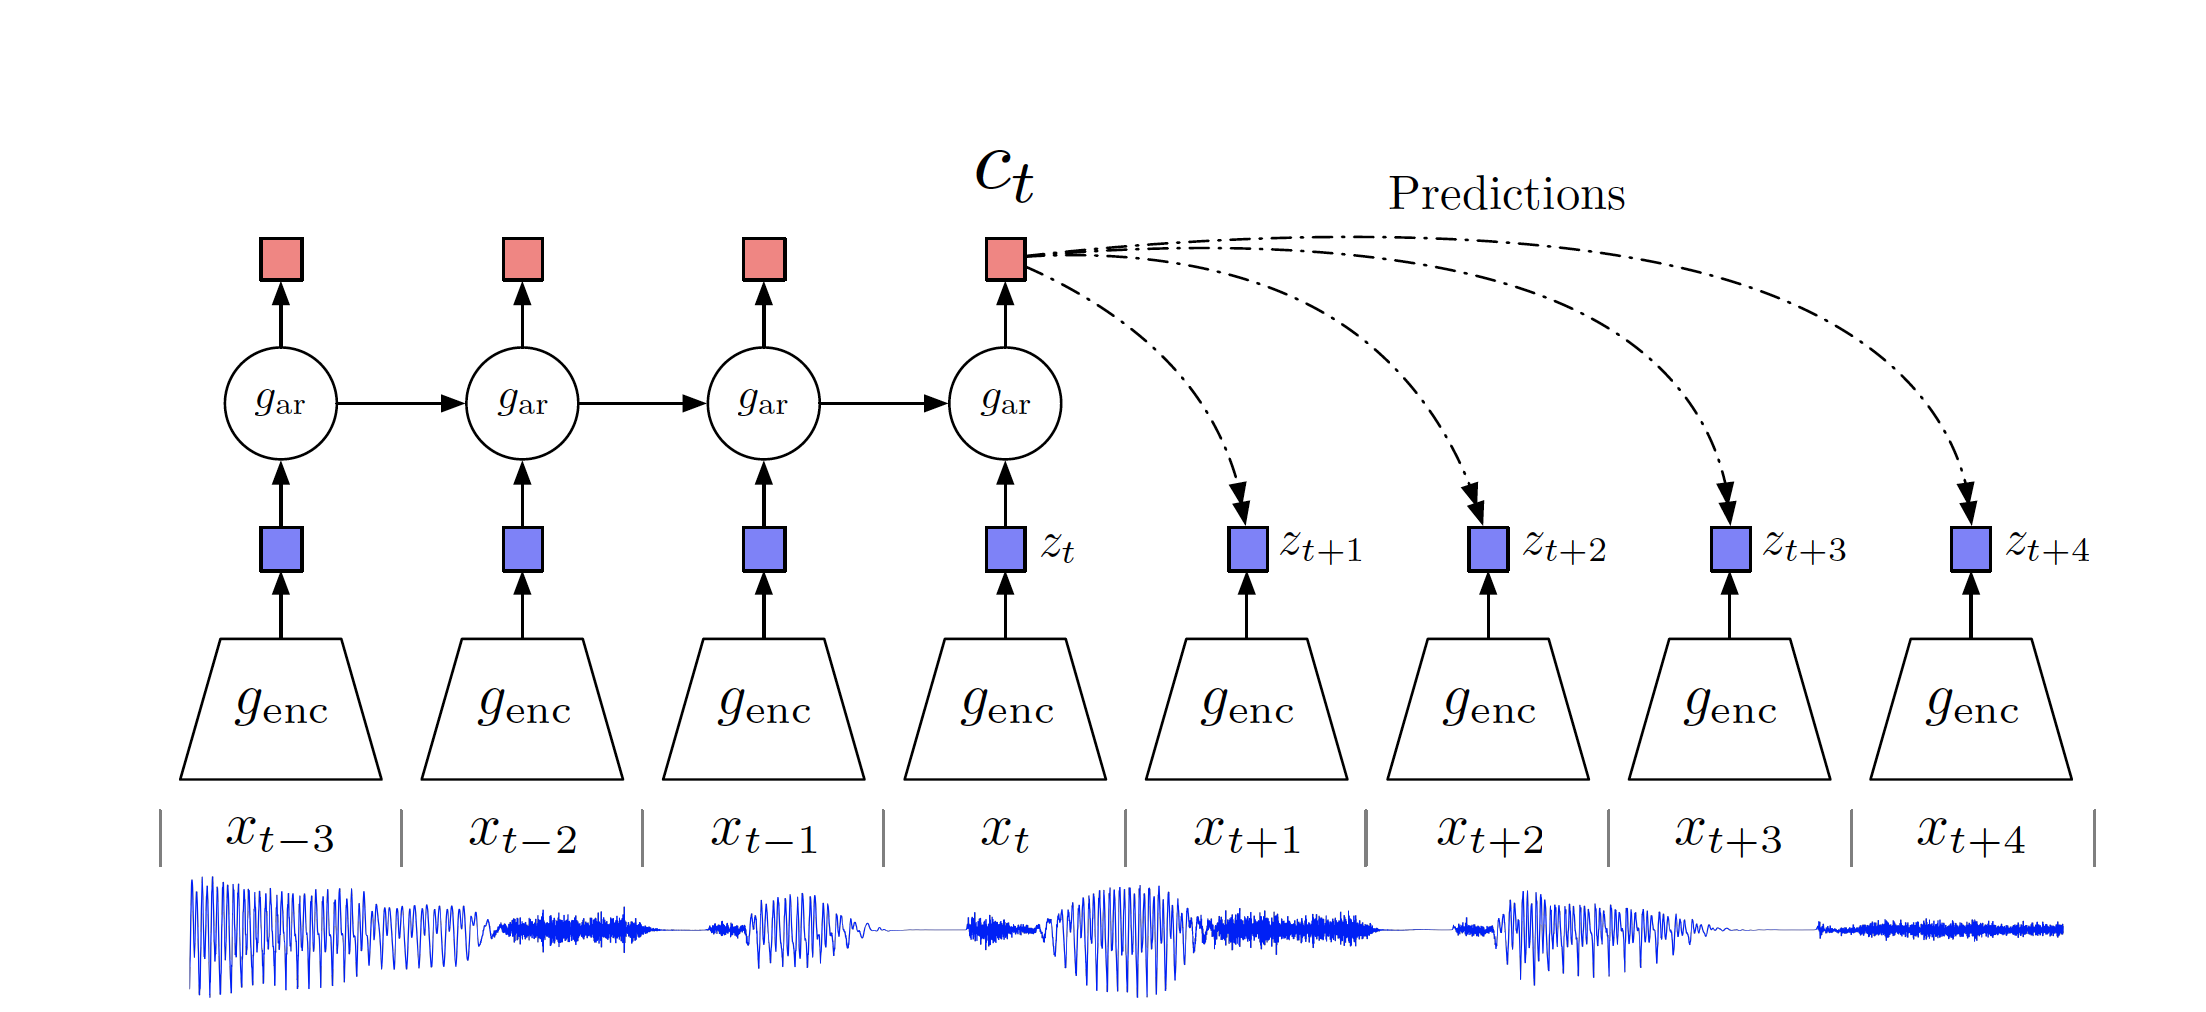 c_t
Predictions
g_ar g_ar g_ar g_ar
z_t z_{t+1} z_{t+2} z_{t+3} z_{t+4}
g_enc g_enc g_enc g_enc g_enc g_enc g_enc g_enc
x_{t-3} x_{t-2} x_{t-1} x_t x_{t+1} x_{t+2} x_{t+3} x_{t+4}